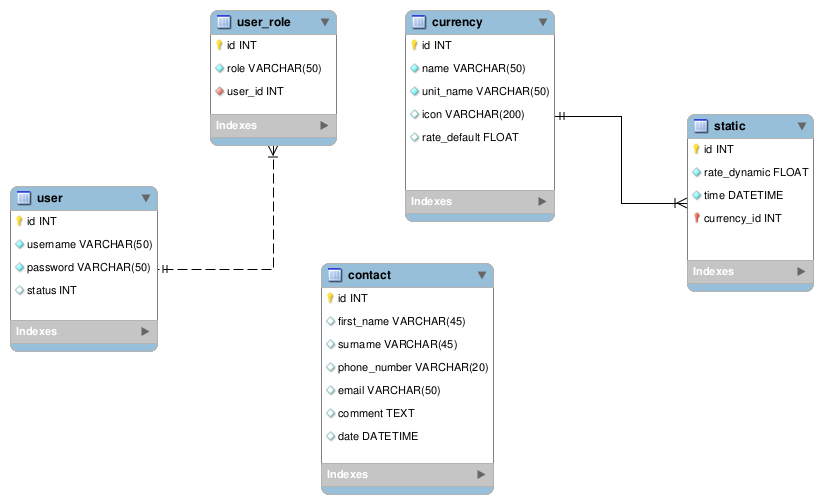 user_role
id INT
role VARCHAR(50)
user_id INT
Indexes
currency
id INT
name VARCHAR(50)
unit_name VARCHAR(50)
icon VARCHAR(200)
rate_default FLOAT
Indexes
static
id INT
rate_dynamic FLOAT
time DATETIME
currency_id INT
Indexes
user
id INT
username VARCHAR(50)
password VARCHAR(50)
status INT
Indexes
contact
id INT
first_name VARCHAR(45)
surname VARCHAR(45)
phone_number VARCHAR(20)
email VARCHAR(50)
comment TEXT
date DATETIME
Indexes